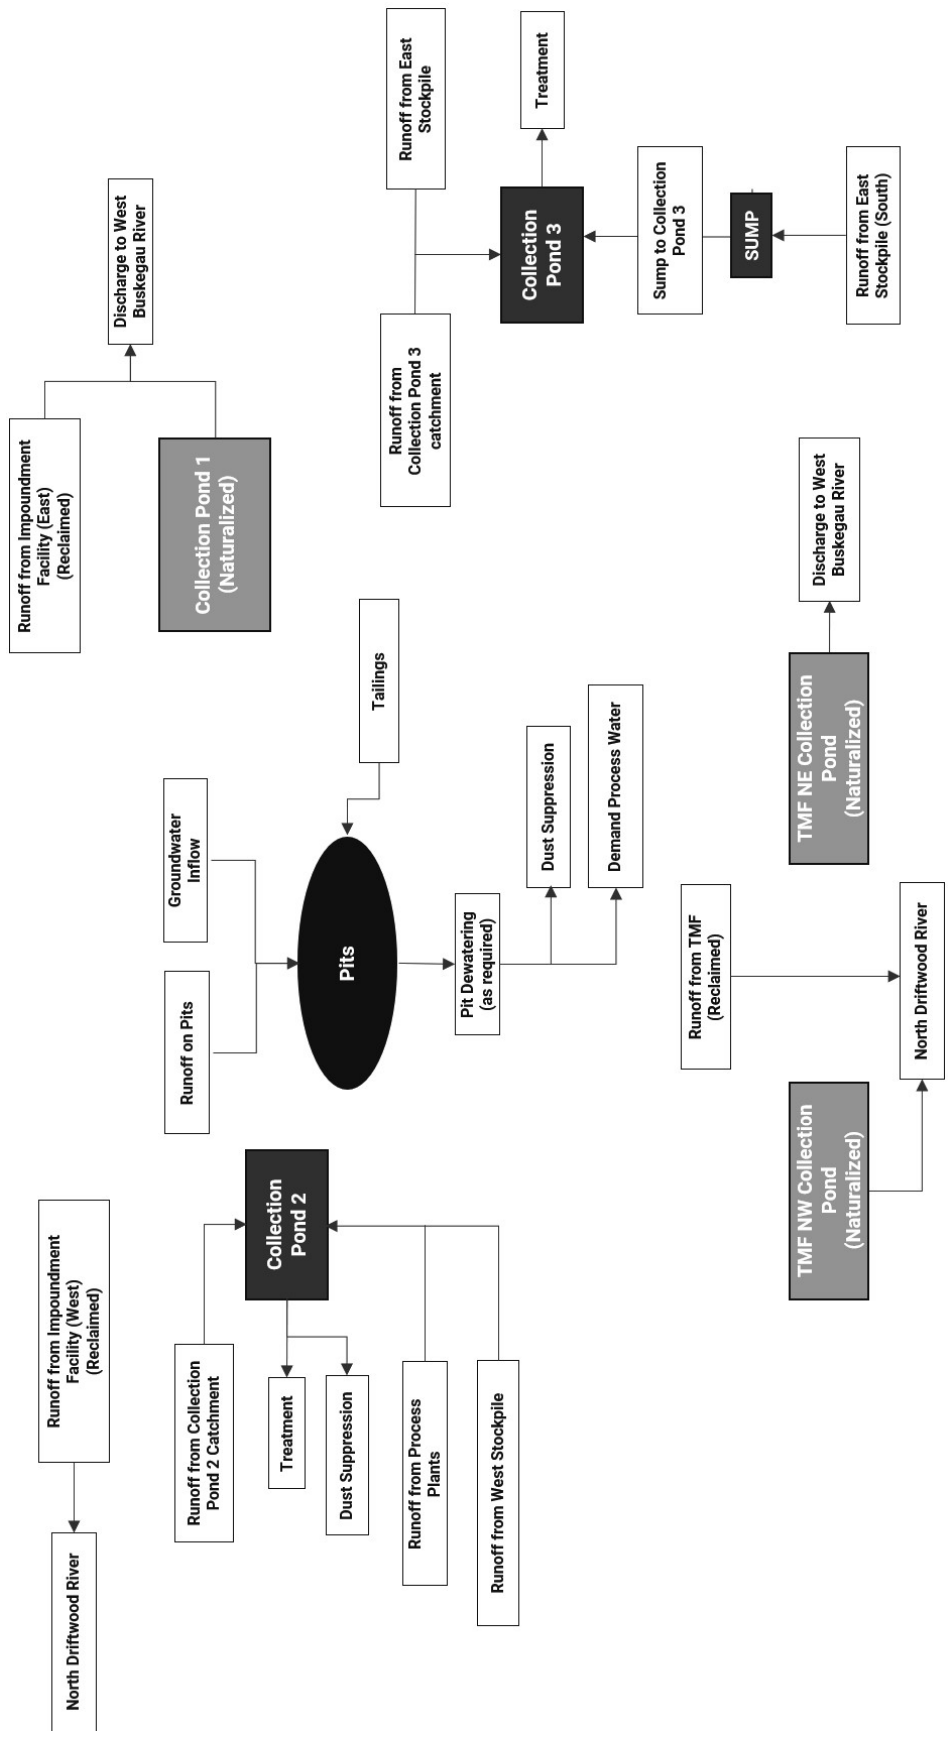 North Driftwood River
Runoff from Impoundment
Facility (West)
(Reclaimed)
Runoff from Impoundment
Facility (East)
(Reclaimed)
Discharge to West
Buskegau River
Collection Pond 1
(Naturalized)
Runoff from Collection
Pond 2 Catchment
Collection
Pond 2
Treatment
Dust Suppression
Runoff from Process
Plants
Runoff from West Stockpile
Runoff on Pits
Groundwater
Inflow
Pits
Tailings
Pit Dewatering
(as required)
Dust Suppression
Demand Process Water
Runoff from
Collection Pond 3
catchment
Runoff from East
Stockpile
Collection
Pond 3
Treatment
Sump to Collection
Pond 3
SUMP
Runoff from East
Stockpile (South)
Runoff from TMF
(Reclaimed)
TMF NW Collection
Pond
(Naturalized)
North Driftwood River
TMF NE Collection
Pond
(Naturalized)
Discharge to West
Buskegau River